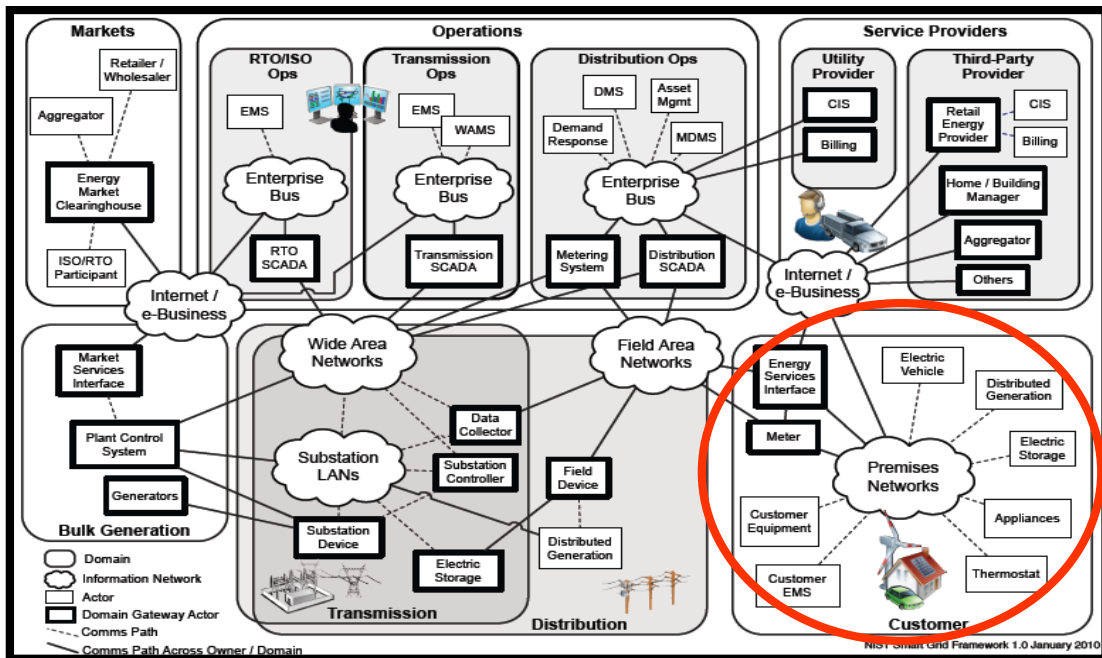 Markets
Retailer /
Wholesaler
Aggregator
Energy
Market
Clearinghouse
ISO/RTO
Participant
Internet /
e-Business
Operations
RTO/ISO
Ops
EMS
Enterprise
Bus
RTO
SCADA
Transmission
Ops
EMS
WAMS
Enterprise
Bus
Transmission
SCADA
Distribution Ops
DMS
Asset
Mgmt
Demand
Response
MDMS
Enterprise
Bus
Metering
System
Distribution
SCADA
Service Providers
Utility
Provider
CIS
Billing
Third-Party
Provider
Retail
Energy
Provider
CIS
Billing
Home / Building
Manager
Aggregator
Others
Internet /
e-Business
Market
Services
Interface
Plant Control
System
Generators
Bulk Generation
Wide Area
Networks
Substation
LANs
Data
Collector
Substation
Controller
Substation
Device
Electric
Storage
Transmission
Field Area
Networks
Field
Device
Distributed
Generation
Distribution
Energy
Services
Interface
Meter
Electric
Vehicle
Distributed
Generation
Electric
Storage
Premises
Networks
Customer
Equipment
Appliances
Customer
EMS
Thermostat
Customer
Domain
Information Network
Actor
Domain Gateway Actor
Comms Path
Comms Path Across Owner / Domain
NIST Smart Grid Framework 1.0 January 2010